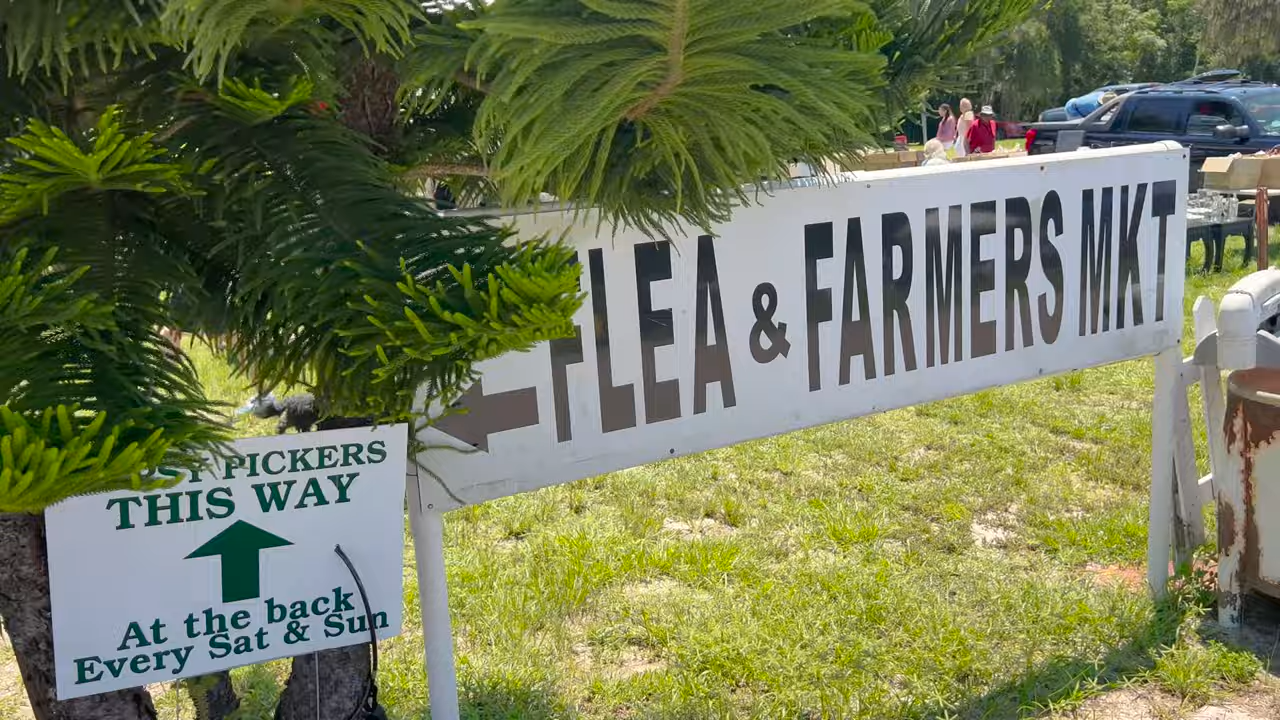 FLEA & FARMERS MKT
PICKERS
THIS WAY
At the back
Every Sat & Sun